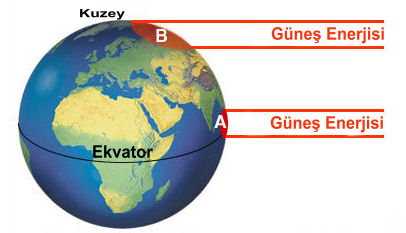 Kuzey
B
Güneş Enerjisi
A
Güneş Enerjisi
Ekvator